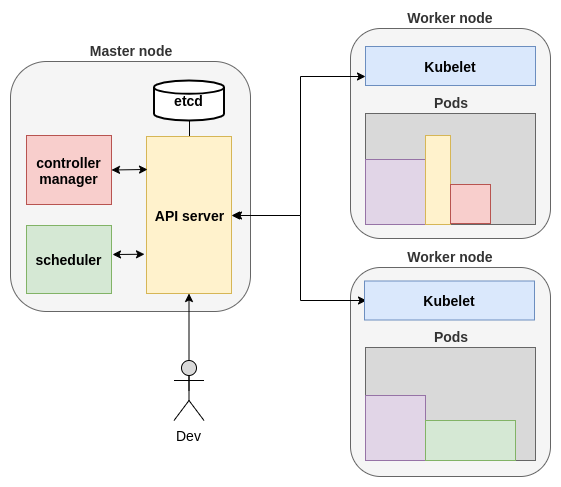 Master node
etcd
controller
manager
API server
scheduler
Dev
Worker node
Kubelet
Pods
Worker node
Kubelet
Pods